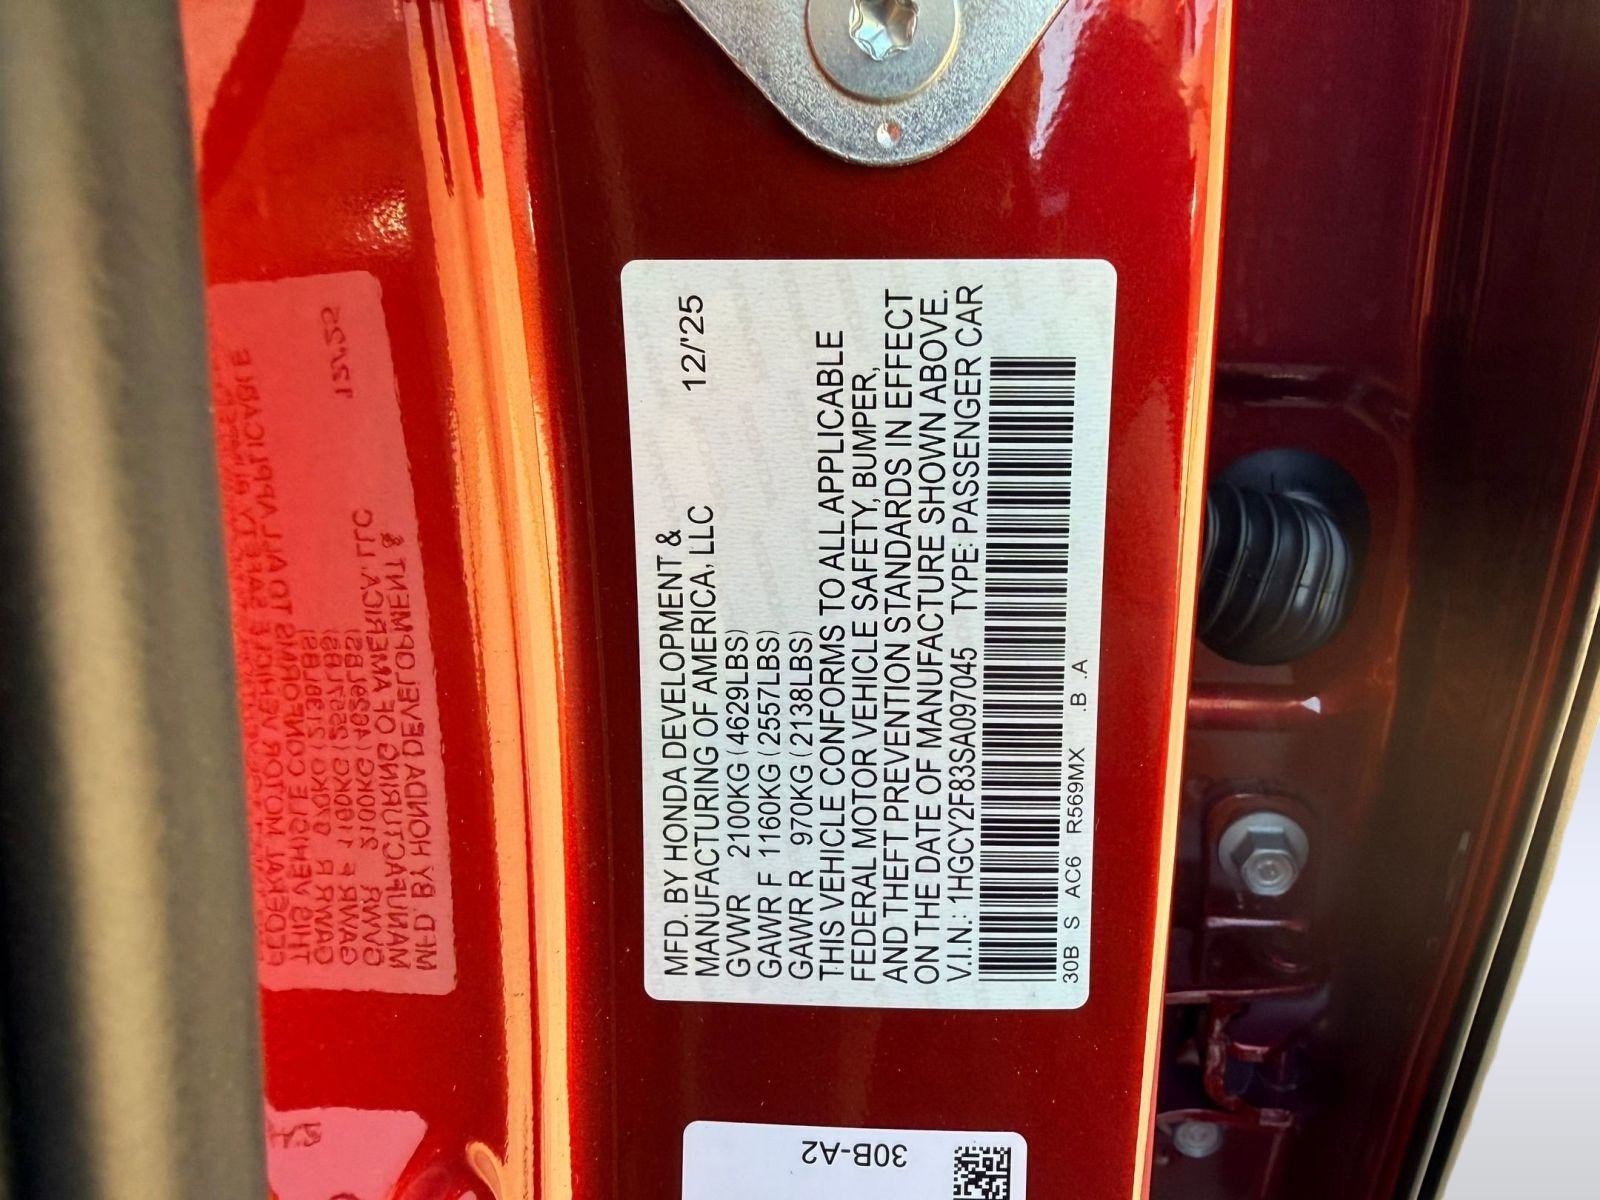 MFD. BY HONDA DEVELOPMENT &
MANUFACTURING OF AMERICA, LLC 12/'25
GVWR 2100KG (4629LBS)
GAWR F 1160KG (2557LBS)
GAWR R 970KG (2138LBS)
THIS VEHICLE CONFORMS TO ALL APPLICABLE
FEDERAL MOTOR VEHICLE SAFETY, BUMPER,
AND THEFT PREVENTION STANDARDS IN EFFECT
ON THE DATE OF MANUFACTURE SHOWN ABOVE.
V.I.N.: 1HGCY2F83SA097045 TYPE: PASSENGER CAR
30B S AC6 R569MX .B .A
30B-A2